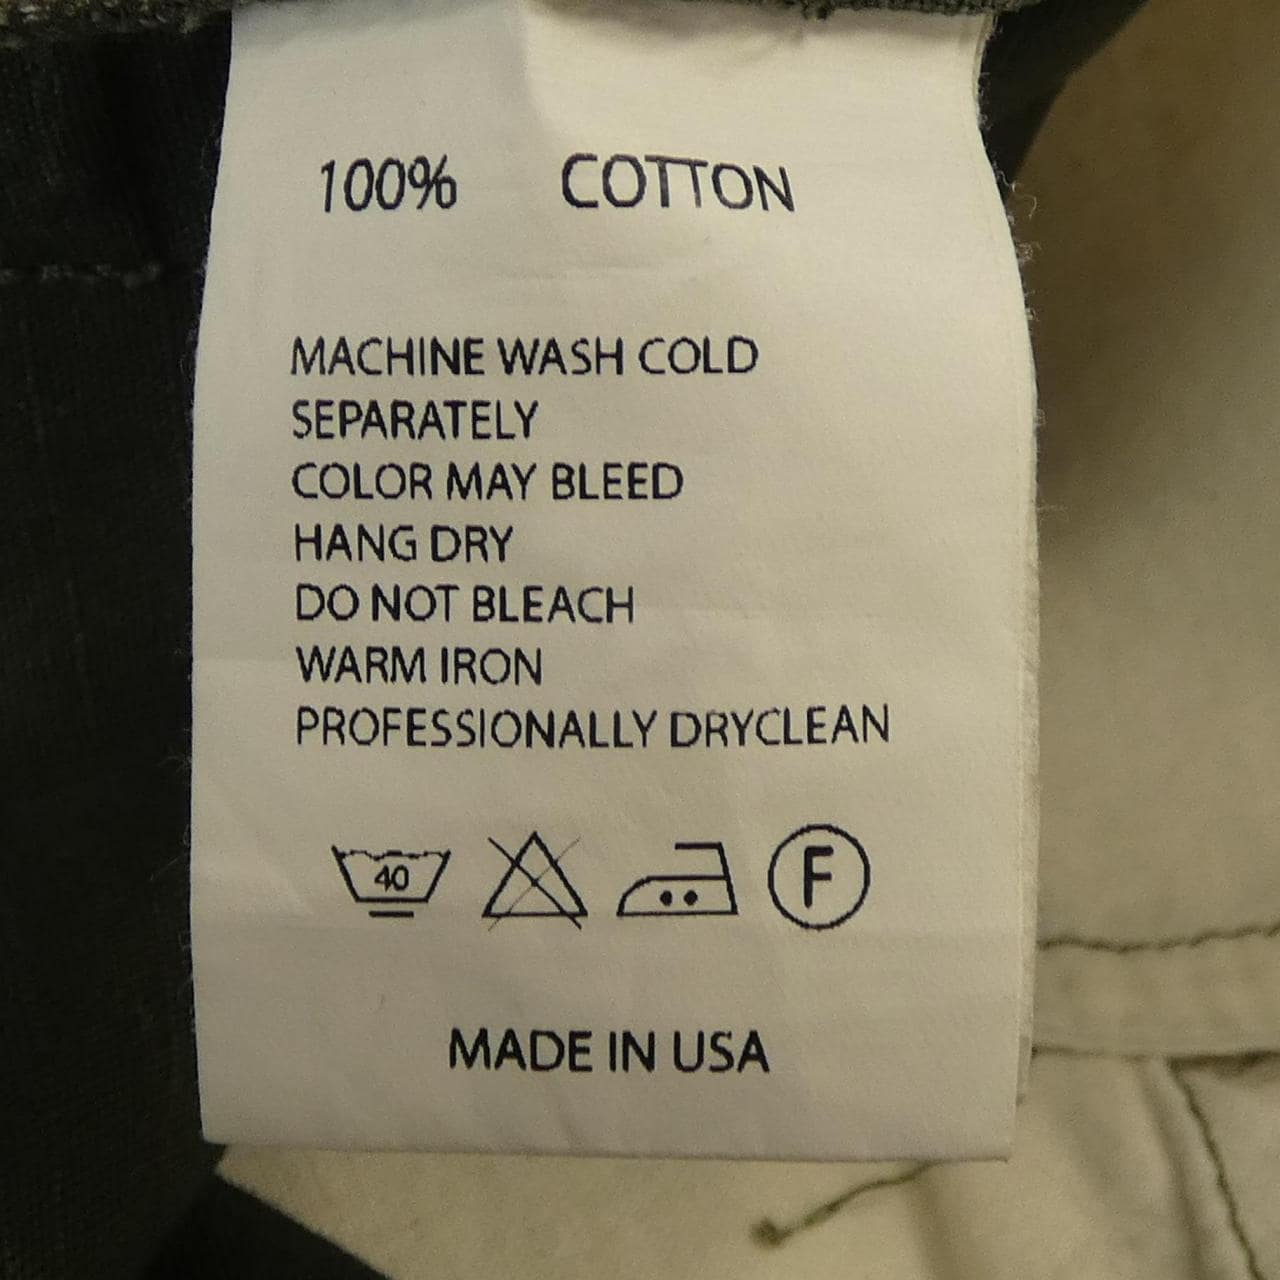 100% COTTON
MACHINE WASH COLD
SEPARATELY
COLOR MAY BLEED
HANG DRY
DO NOT BLEACH
WARM IRON
PROFESSIONALLY DRYCLEAN
40 F
MADE IN USA